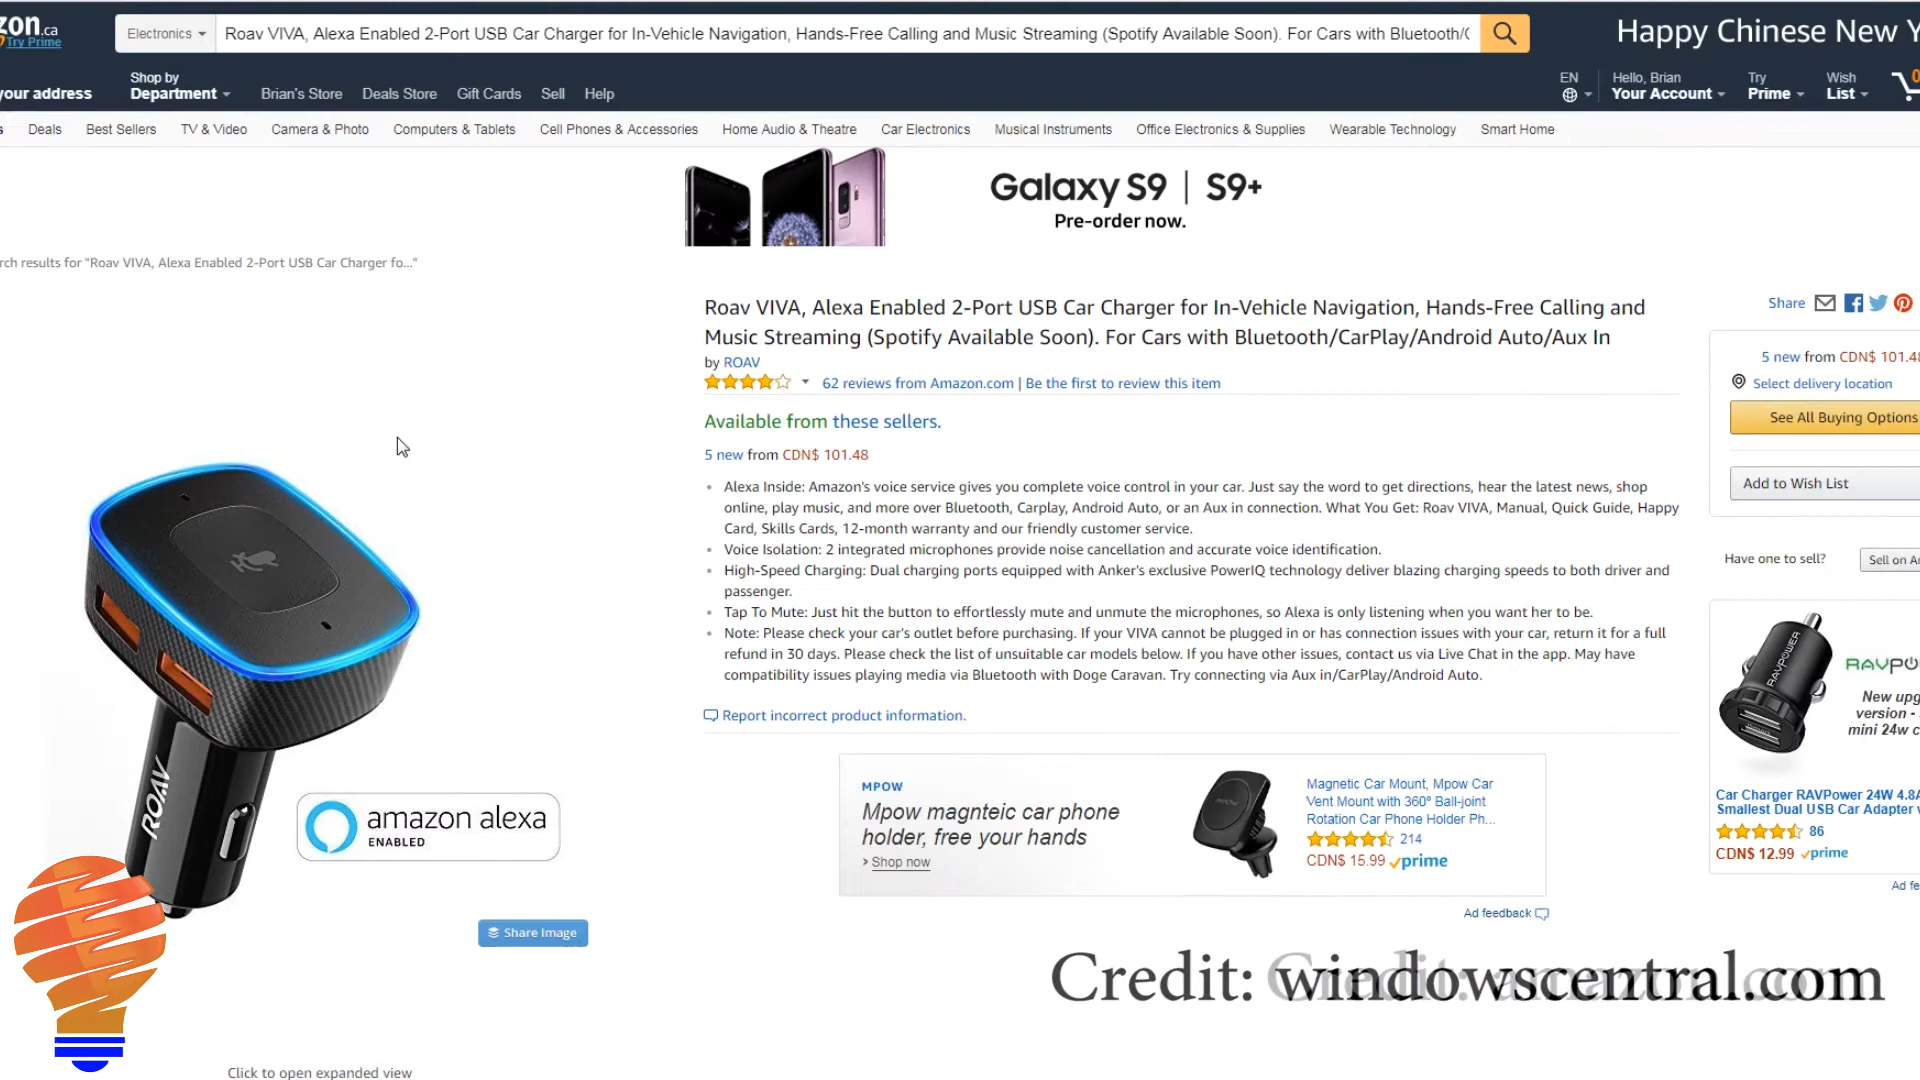 zon.ca
Try Prime
Electronics
Roav VIVA, Alexa Enabled 2-Port USB Car Charger for In-Vehicle Navigation, Hands-Free Calling and Music Streaming (Spotify Available Soon). For Cars with Bluetooth/C
Happy Chinese New Y
your address
Shop by
Department
Brian's Store
Deals Store
Gift Cards
Sell
Help
EN
Hello, Brian
Your Account
Try
Prime
Wish
List
0
s
Deals
Best Sellers
TV & Video
Camera & Photo
Computers & Tablets
Cell Phones & Accessories
Home Audio & Theatre
Car Electronics
Musical Instruments
Office Electronics & Supplies
Wearable Technology
Smart Home
Galaxy S9 | S9+
Pre-order now.
rch results for "Roav VIVA, Alexa Enabled 2-Port USB Car Charger fo..."
Roav VIVA, Alexa Enabled 2-Port USB Car Charger for In-Vehicle Navigation, Hands-Free Calling and
Music Streaming (Spotify Available Soon). For Cars with Bluetooth/CarPlay/Android Auto/Aux In
by ROAV
62 reviews from Amazon.com | Be the first to review this item
Available from these sellers.
5 new from CDN$ 101.48
Alexa Inside: Amazon's voice service gives you complete voice control in your car. Just say the word to get directions, hear the latest news, shop
online, play music, and more over Bluetooth, Carplay, Android Auto, or an Aux in connection. What You Get: Roav VIVA, Manual, Quick Guide, Happy
Card, Skills Cards, 12-month warranty and our friendly customer service.
Voice Isolation: 2 integrated microphones provide noise cancellation and accurate voice identification.
High-Speed Charging: Dual charging ports equipped with Anker's exclusive PowerIQ technology deliver blazing charging speeds to both driver and
passenger.
Tap To Mute: Just hit the button to effortlessly mute and unmute the microphones, so Alexa is only listening when you want her to be.
Note: Please check your car's outlet before purchasing. If your VIVA cannot be plugged in or has connection issues with your car, return it for a full
refund in 30 days. Please check the list of unsuitable car models below. If you have other issues, contact us via Live Chat in the app. May have
compatibility issues playing media via Bluetooth with Doge Caravan. Try connecting via Aux in/CarPlay/Android Auto.
Report incorrect product information.
Share
5 new from CDN$ 101.48
Select delivery location
See All Buying Options
Add to Wish List
Have one to sell?
Sell on Am
RAVPOWER
RAVPO
New upg
version -
mini 24w c
Car Charger RAVPower 24W 4.8A
Smallest Dual USB Car Adapter w
86
CDN$ 12.99 prime
Ad fe
ROAV
amazon alexa
ENABLED
Share Image
MPOW
Mpow magnteic car phone
holder, free your hands
> Shop now
Magnetic Car Mount, Mpow Car
Vent Mount with 360° Ball-joint
Rotation Car Phone Holder Ph...
214
CDN$ 15.99 prime
Ad feedback
Credit: windowscentral.com
Credit: amazon.com
Click to open expanded view